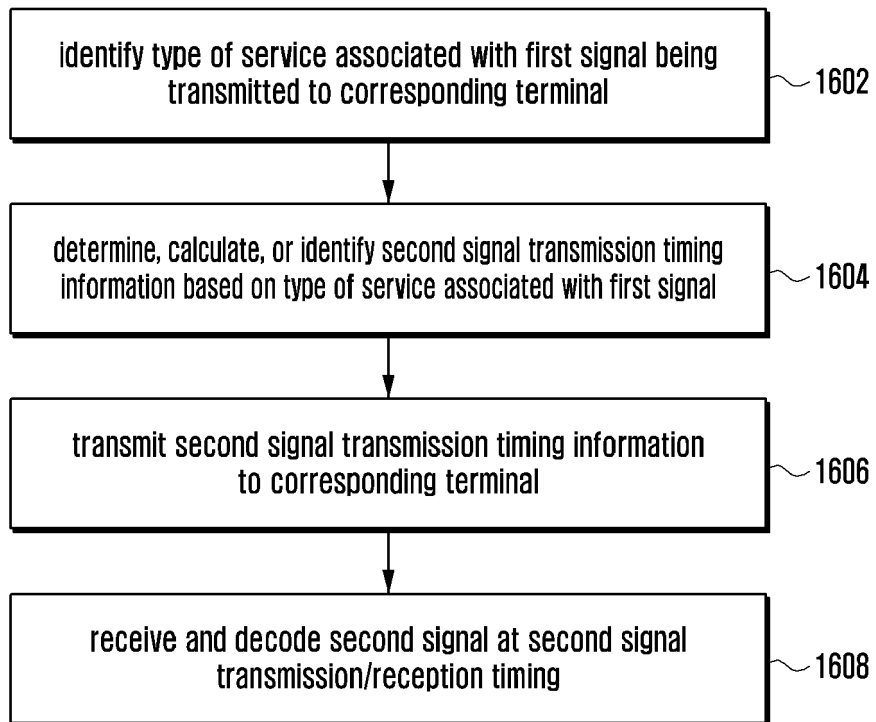 identify type of service associated with first signal being
transmitted to corresponding terminal
1602
determine, calculate, or identify second signal transmission timing
information based on type of service associated with first signal
1604
transmit second signal transmission timing information
to corresponding terminal
1606
receive and decode second signal at second signal
transmission/reception timing
1608